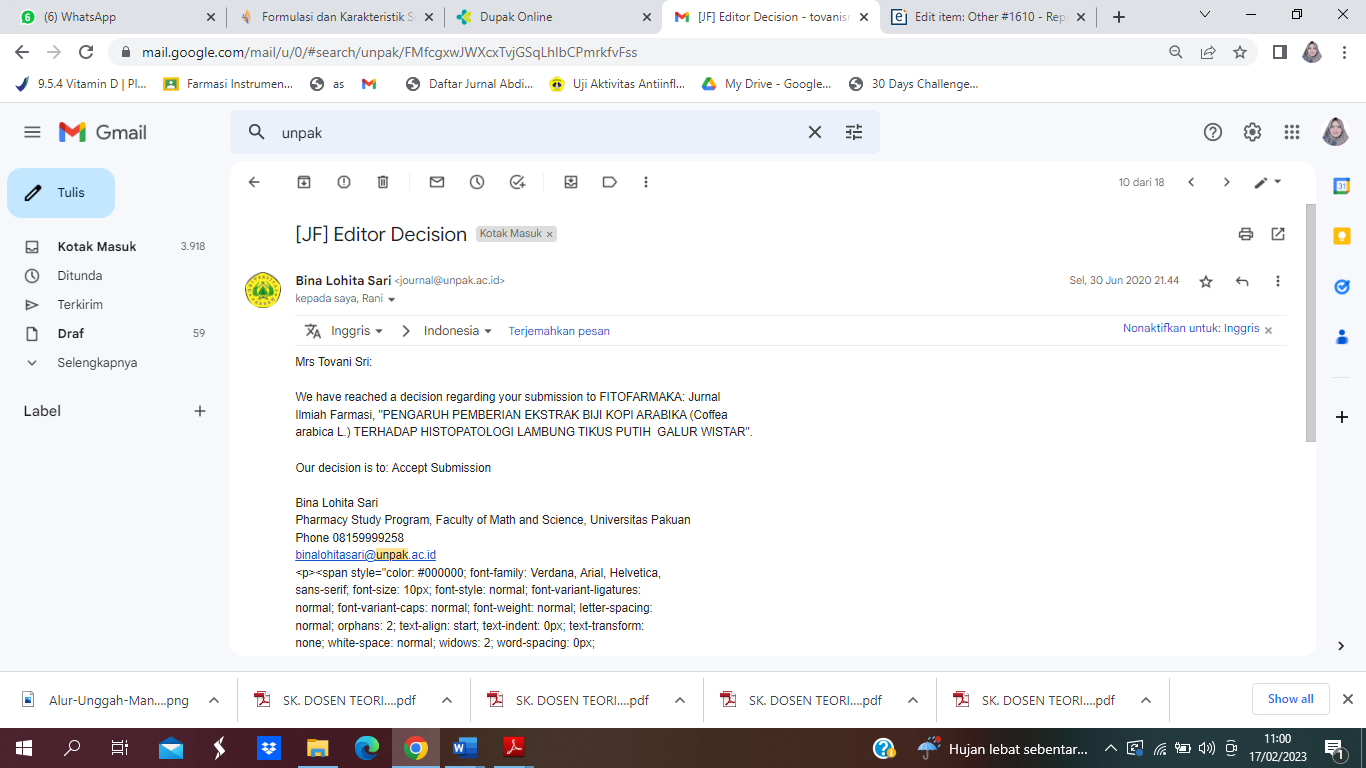 (6) WhatsApp
Formulasi dan Karakteristik S
Dupak Online
[JF] Editor Decision - tovanisr
Edit item: Other #1610 - Rep
mail.google.com/mail/u/0/#search/unpak/FMfcgxwJWXcxTvjGSqLhlbCPmrkfvFss
9.5.4 Vitamin D | Pl...
Farmasi Instrumen...
as
Daftar Jurnal Abdi...
Uji Aktivitas Antiinfl...
My Drive - Google...
30 Days Challenge...
Gmail
unpak
Tulis
10 dari 18
Kotak Masuk 3.918
Ditunda
Terkirim
Draf 59
Selengkapnya
Label
[JF] Editor Decision Kotak Masuk
Bina Lohita Sari <journal@unpak.ac.id>
Sel, 30 Jun 2020 21.44
kepada saya, Rani
Inggris Indonesia Terjemahkan pesan
Nonaktifkan untuk: Inggris
Mrs Tovani Sri:
We have reached a decision regarding your submission to FITOFARMAKA: Jurnal
Ilmiah Farmasi, "PENGARUH PEMBERIAN EKSTRAK BIJI KOPI ARABIKA (Coffea
arabica L.) TERHADAP HISTOPATOLOGI LAMBUNG TIKUS PUTIH  GALUR WISTAR".
Our decision is to: Accept Submission
Bina Lohita Sari
Pharmacy Study Program, Faculty of Math and Science, Universitas Pakuan
Phone 08159999258
binalohitasari@unpak.ac.id
<p><span style="color: #000000; font-family: Verdana, Arial, Helvetica,
sans-serif; font-size: 10px; font-style: normal; font-variant-ligatures:
normal; font-variant-caps: normal; font-weight: normal; letter-spacing:
normal; orphans: 2; text-align: start; text-indent: 0px; text-transform:
none; white-space: normal; widows: 2; word-spacing: 0px;
Alur-Unggah-Man....png
SK. DOSEN TEORI....pdf
SK. DOSEN TEORI....pdf
SK. DOSEN TEORI....pdf
SK. DOSEN TEORI....pdf
Show all
Hujan lebat sebentar...
11:00
17/02/2023